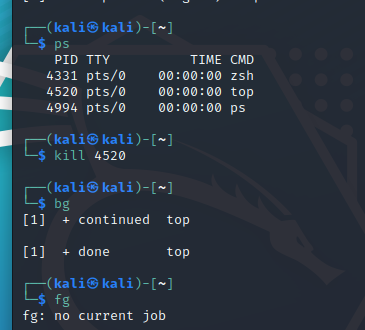 ┌──(kali㉿kali)-[~]
└─$ ps
    PID TTY          TIME CMD
   4331 pts/0    00:00:00 zsh
   4520 pts/0    00:00:00 top
   4994 pts/0    00:00:00 ps
┌──(kali㉿kali)-[~]
└─$ kill 4520
┌──(kali㉿kali)-[~]
└─$ bg
[1]  + continued  top
[1]  + done       top
┌──(kali㉿kali)-[~]
└─$ fg
fg: no current job